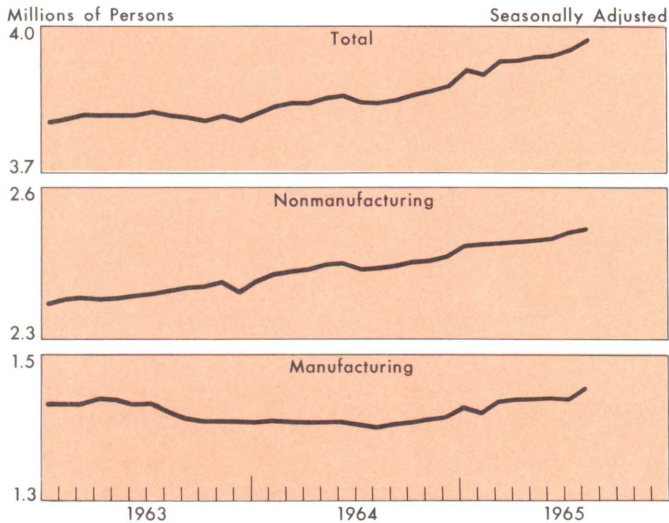 Millions of Persons Seasonally Adjusted
4.0
Total
3.7
2.6
Nonmanufacturing
2.3
1.5
Manufacturing
1.3
1963 1964 1965